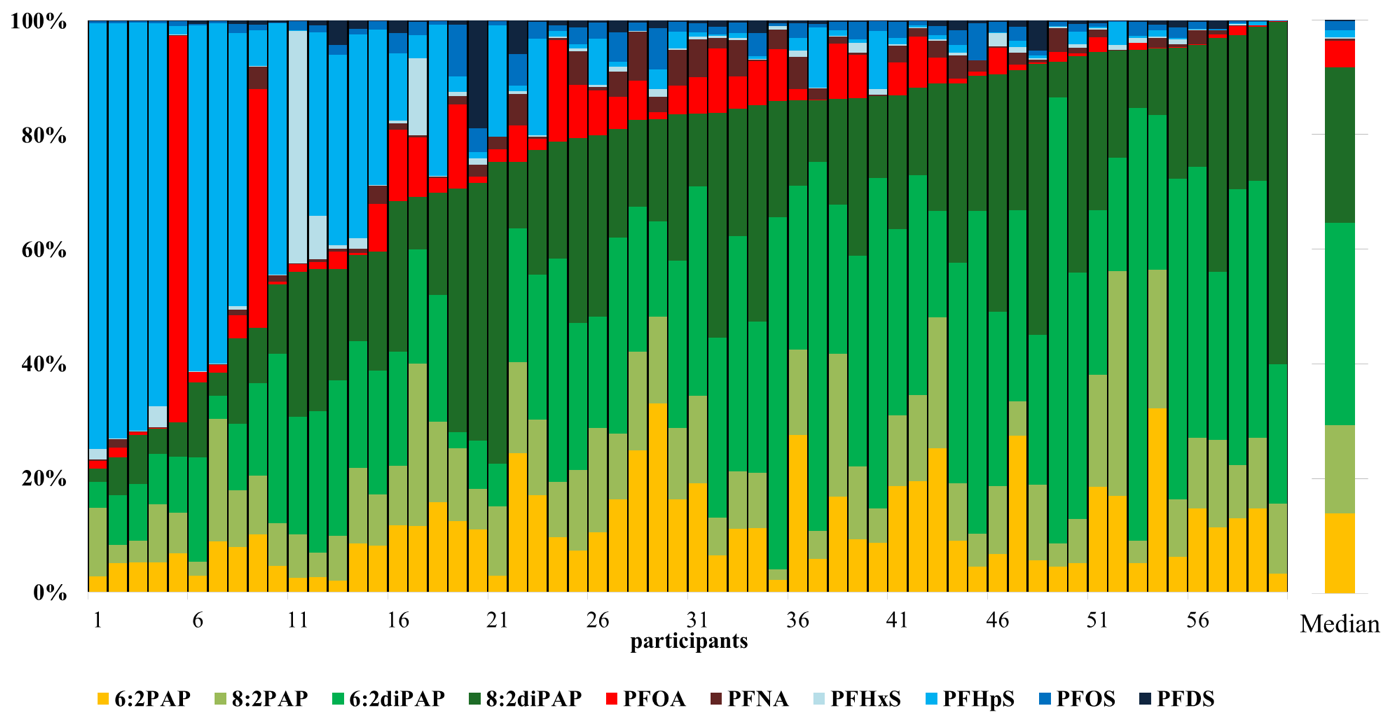 100%
80%
60%
40%
20%
0%
1 6 11 16 21 26 31 36 41 46 51 56
Median
participants
6:2PAP 8:2PAP 6:2diPAP 8:2diPAP PFOA PFNA PFHxS PFHpS PFOS PFDS